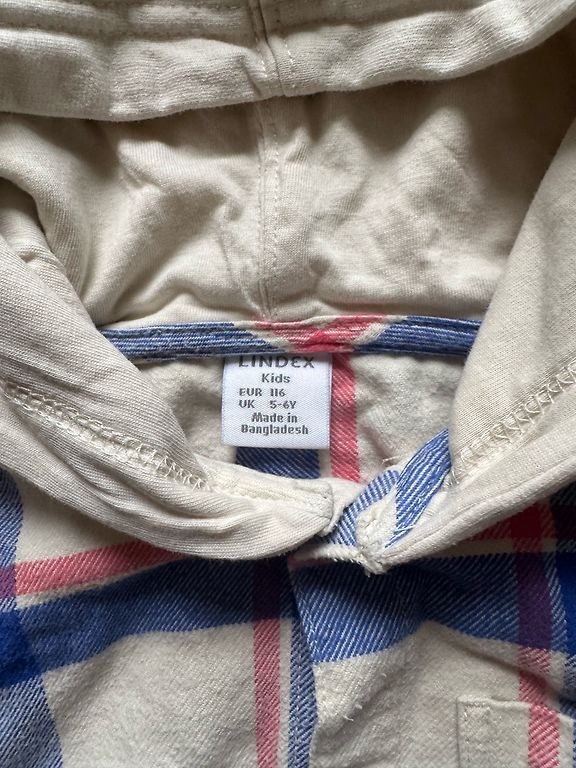 LINDEX
Kids
EUR 116
UK 5-6Y
Made in
Bangladesh